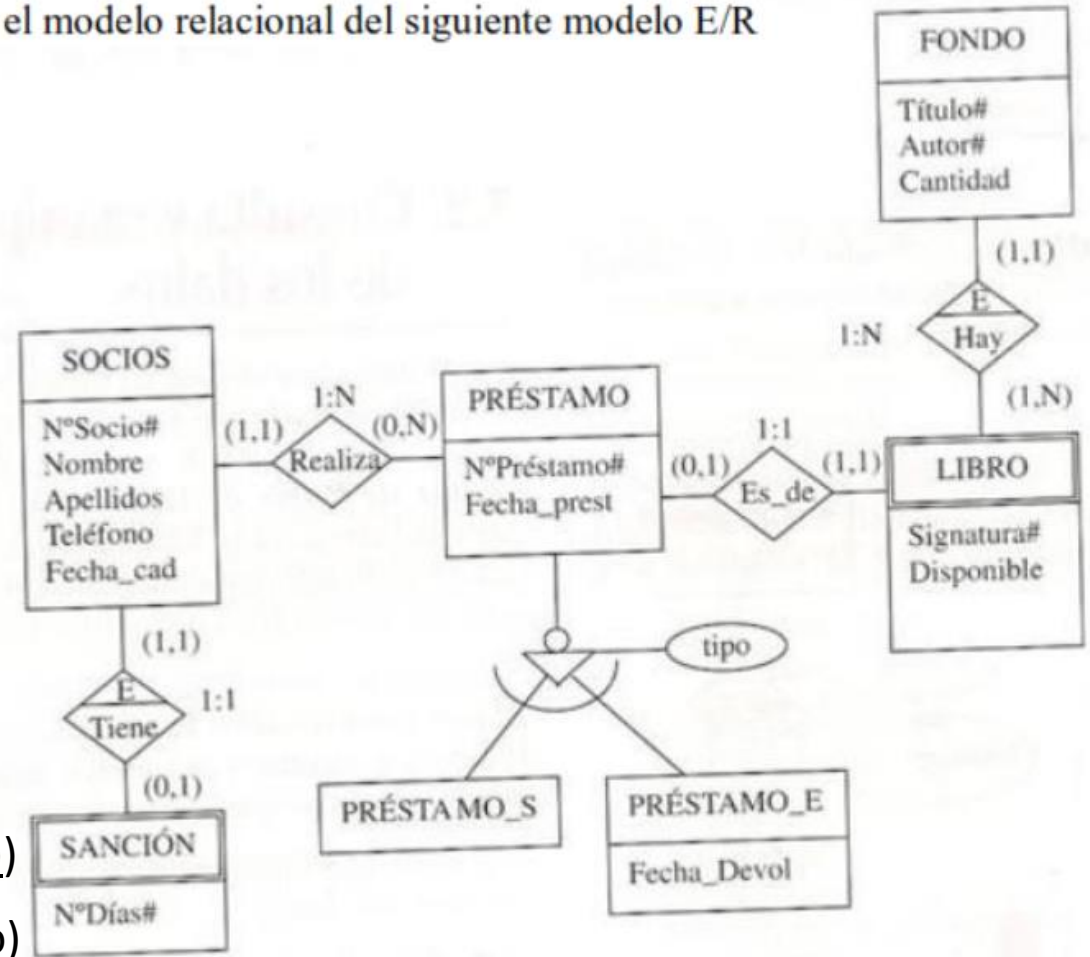 el modelo relacional del siguiente modelo E/R
FONDO
Título#
Autor#
Cantidad
(1,1)
E
Hay
1:N
(1,N)
SOCIOS
NºSocio#
Nombre
Apellidos
Teléfono
Fecha_cad
(1,1)
1:N
Realiza
(0,N)
PRÉSTAMO
NºPréstamo#
Fecha_prest
(0,1)
1:1
Es_de
(1,1)
LIBRO
Signatura#
Disponible
(1,1)
E
Tiene
1:1
(0,1)
tipo
PRÉSTAMO_S
PRÉSTAMO_E
Fecha_Devol
SANCIÓN
NºDías#
)
)